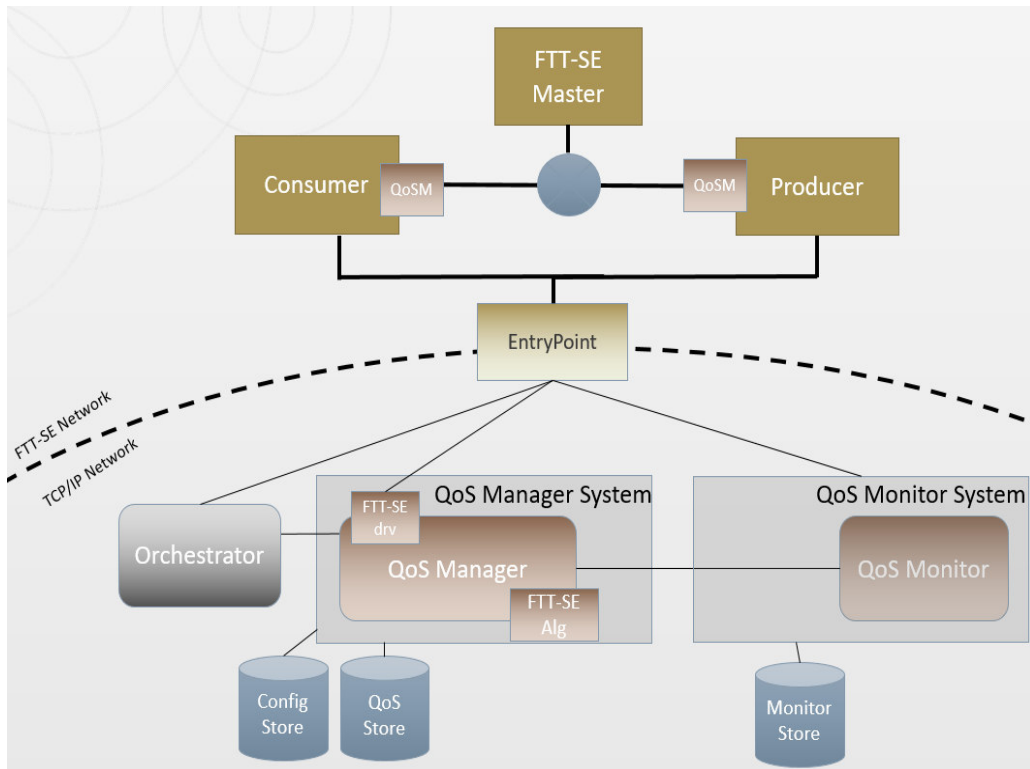 FTT-SE
Master
Consumer
QoSM
QoSM
Producer
EntryPoint
FTT-SE Network
TCP/IP Network
QoS Manager System
QoS Monitor System
FTT-SE
drv
Orchestrator
QoS Manager
QoS Monitor
FTT-SE
Alg
Config
Store
QoS
Store
Monitor
Store